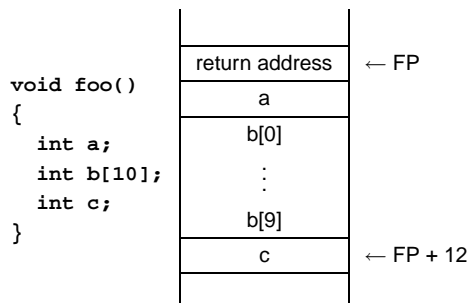 void foo()
{
int a;
int b[10];
int c;
}
return address
← FP
a
b[0]
⋮
b[9]
c
← FP + 12